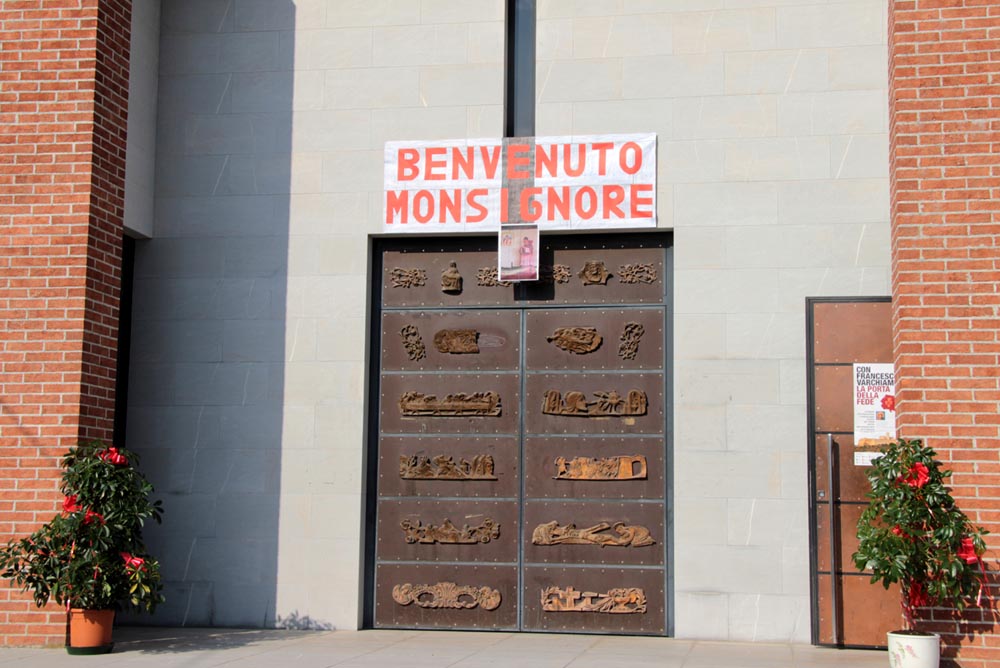 BENVENUTO
MONSIGNORE
CON
FRANCESCO
VARCHIAMO
LA PORTA
DELLA
FEDE